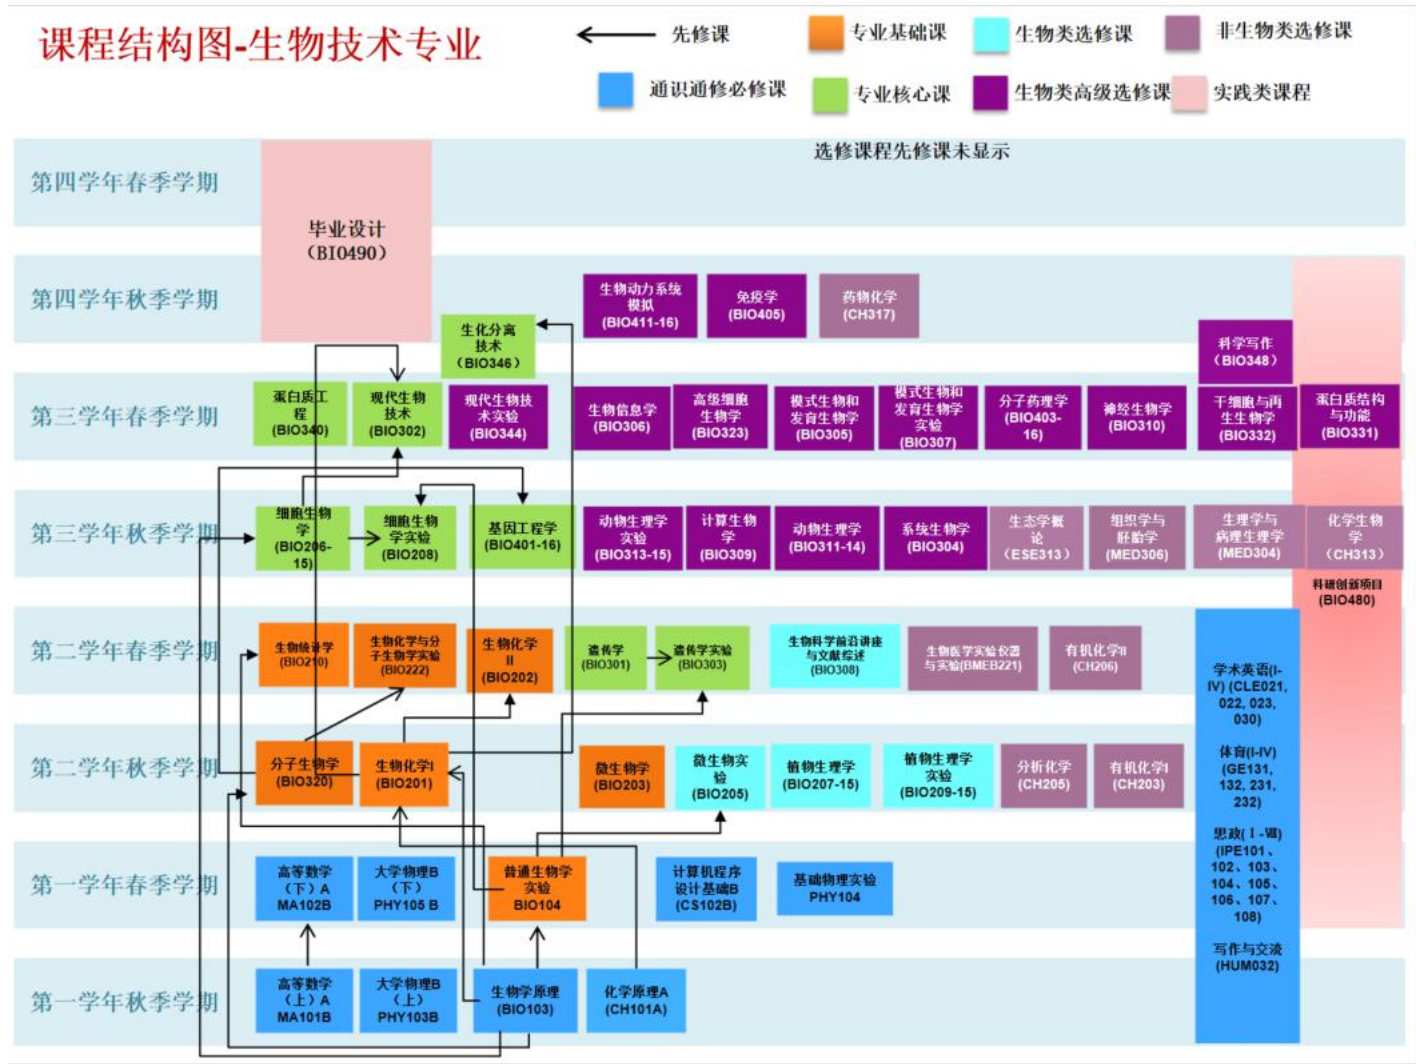 课程结构图-生物技术专业
先修课
专业基础课
生物类选修课
非生物类选修课
通识通修必修课
专业核心课
生物类高级选修课
实践类课程
选修课程先修课未显示
第四学年春季学期
毕业设计
（BIO490）
第四学年秋季学期
生物动力系统
模拟
(BIO411-16)
免疫学
(BIO405)
药物化学
(CH317)
生化分离
技术
（BIO346）
科学写作
（BIO348）
第三学年春季学期
蛋白质工
程
(BIO340)
现代生物
技术
(BIO302)
现代生物技
术实验
(BIO344)
生物信息学
(BIO306)
高级细胞
生物学
(BIO323)
模式生物和
发育生物学
(BIO305)
模式生物和
发育生物学
实验
(BIO307)
分子药理学
(BIO403-
16)
神经生物学
(BIO310)
干细胞与再
生生物学
(BIO332)
蛋白质结构
与功能
(BIO331)
第三学年秋季学期
细胞生物
学
(BIO206-
15)
细胞生物
学实验
(BIO208)
基因工程学
(BIO401-16)
动物生理学
实验
(BIO313-15)
计算生物
学
(BIO309)
动物生理学
(BIO311-14)
系统生物学
(BIO304)
生态学概
论
（ESE313）
组织学与
胚胎学
(MED306)
生理学与
病理生理学
(MED304)
化学生物
学
（CH313）
科研创新项目
(BIO480)
第二学年春季学期
生物统计学
(BIO210)
生物化学与分
子生物学实验
(BIO222)
生物化学
II
(BIO202)
遗传学
(BIO301)
遗传学实验
(BIO303)
生物科学前沿讲座
与文献综述
(BIO308)
生物医学实验仪器
与实验(BMEB221)
有机化学II
(CH206)
学术英语(I-
IV) (CLE021,
022, 023,
030)
体育(I-IV)
(GE131,
132, 231,
232)
思政(Ⅰ-Ⅶ)
(IPE101、
102、103、
104、105、
106、107、
108)
写作与交流
(HUM032)
第二学年秋季学期
分子生物学
(BIO320)
生物化学I
(BIO201)
微生物学
(BIO203)
微生物实
验
(BIO205)
植物生理学
(BIO207-15)
植物生理学
实验
(BIO209-15)
分析化学
(CH205)
有机化学I
(CH203)
第一学年春季学期
高等数学
（下）A
MA102B
大学物理B
（下）
PHY105 B
普通生物学
实验
BIO104
计算机程序
设计基础B
(CS102B)
基础物理实验
PHY104
第一学年秋季学期
高等数学
（上）A
MA101B
大学物理B
（上）
PHY103B
生物学原理
(BIO103)
化学原理A
(CH101A)